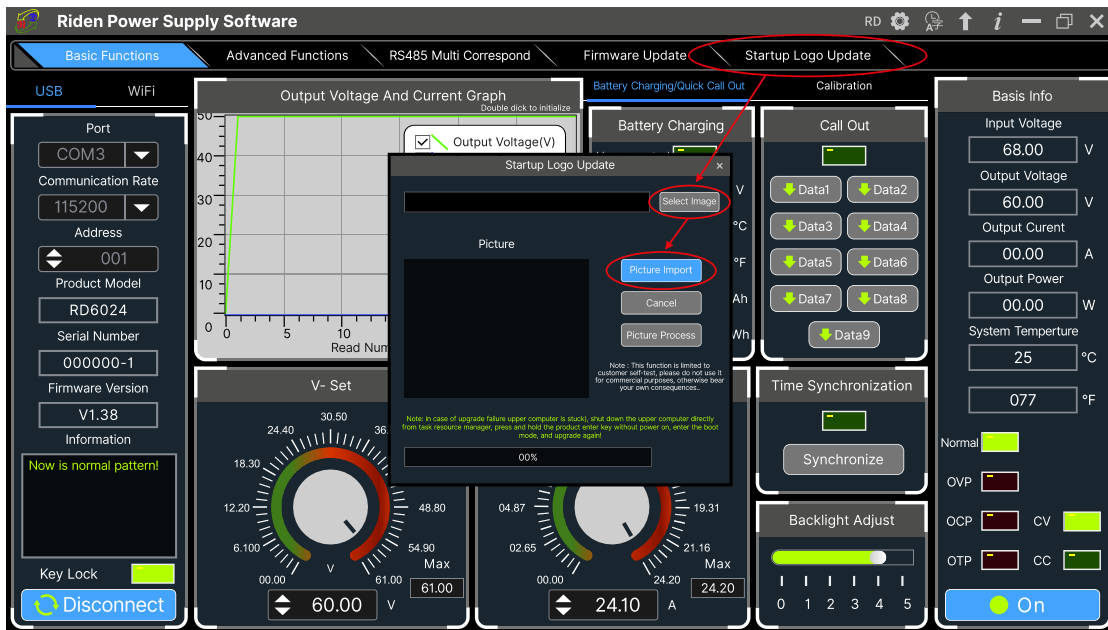 Riden Power Supply Software
RD
Basic Functions
Advanced Functions
RS485 Multi Correspond
Firmware Update
Startup Logo Update
USB
WiFi
Port
COM3
Communication Rate
115200
Address
001
Product Model
RD6024
Serial Number
000000-1
Firmware Version
V1.38
Information
Now is normal pattern!
Key Lock
Disconnect
Output Voltage And Current Graph
Double dick to initialize
50
40
30
20
10
0
0
5
10
Output Voltage(V)
Read Num
Battery Charging/Quick Call Out
Calibration
Battery Charging
V
°C
°F
Ah
Wh
Call Out
Data1
Data2
Data3
Data4
Data5
Data6
Data7
Data8
Data9
Startup Logo Update
×
Select Image
Picture
Picture Import
Cancel
Picture Process
Note : This function is limited to
customer self-test, please do not use it
for commercial purposes, otherwise bear
your own consequences..
Note: in case of upgrade failure upper computer is stuck), shut down the upper computer directly
from task resource manager, press and hold the product enter key without power on, enter the boot
mode, and upgrade again!
00%
V- Set
30.50
24.40
36.
18.30
12.20
48.80
6.100
54.90
00.00
V
61.00
Max
61.00
60.00
V
04.87
19.31
02.65
21.16
00.00
24.20
Max
24.20
24.10
A
Time Synchronization
Synchronize
Backlight Adjust
0 1 2 3 4 5
Basis Info
Input Voltage
68.00 V
Output Voltage
60.00 V
Output Curent
00.00 A
Output Power
00.00 W
System Temperture
25 °C
077 °F
Normal
OVP
OCP
CV
OTP
CC
On